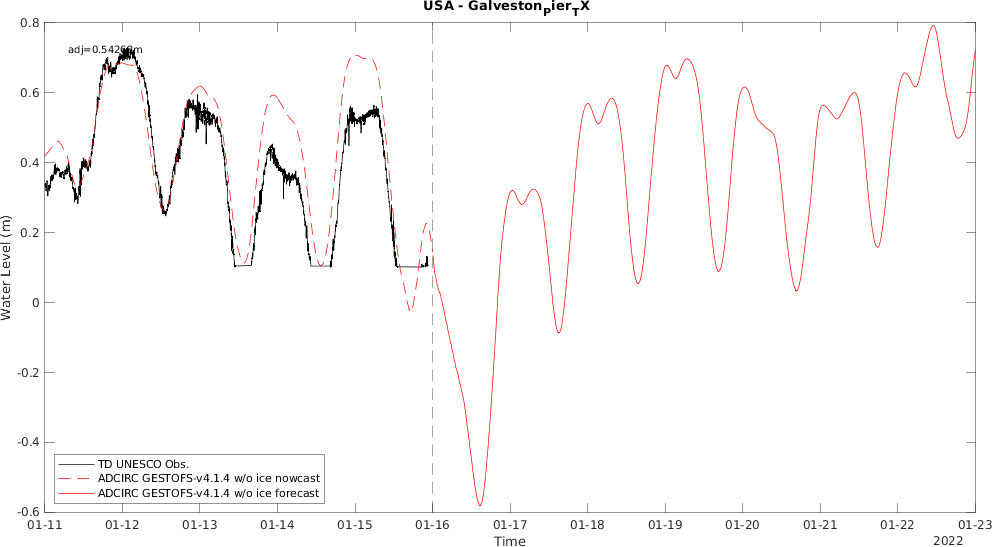 USA - Galveston_Pier_TX
0.8
0.6
0.4
0.2
0
-0.2
-0.4
-0.6
Water Level (m)
TD UNESCO Obs.
ADCIRC GESTOFS-v4.1.4 w/o ice nowcast
ADCIRC GESTOFS-v4.1.4 w/o ice forecast
01-11 01-12 01-13 01-14 01-15 01-16 01-17 01-18 01-19 01-20 01-21 01-22 01-23
Time
2022